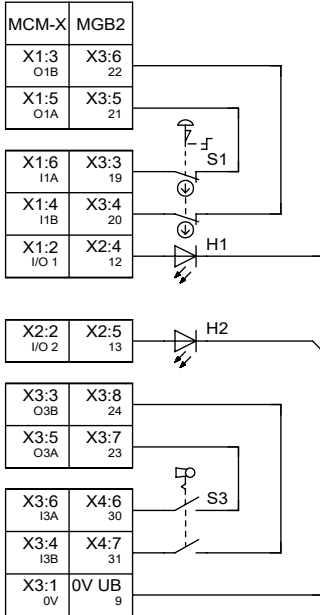 MCM-X MGB2
X1:3 X3:6
O1B 22
X1:5 X3:5
O1A 21
X1:6 X3:3
I1A 19
S1
X1:4 X3:4
I1B 20
X1:2 X2:4
I/O 1 12
H1
X2:2 X2:5
I/O 2 13
H2
X3:3 X3:8
O3B 24
X3:5 X3:7
O3A 23
X3:6 X4:6
I3A 30
S3
X3:4 X4:7
I3B 31
X3:1 0V UB
0V 9